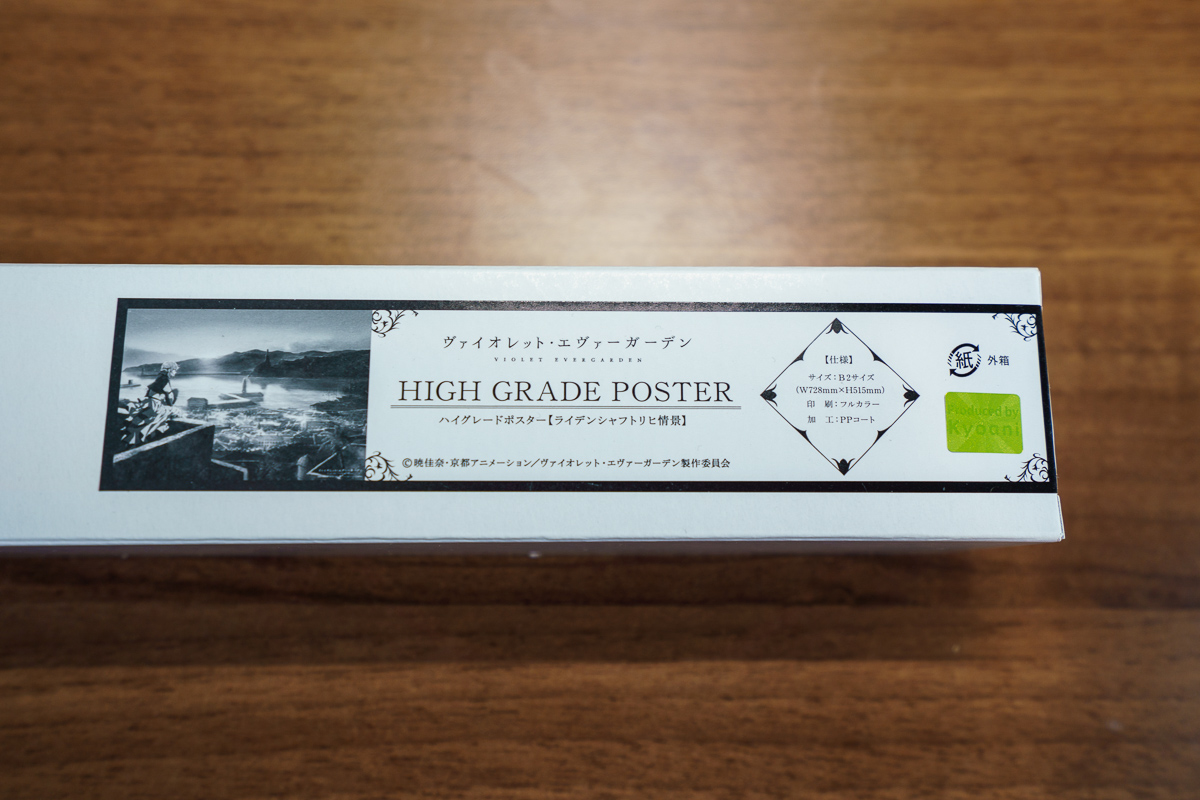 ヴァイオレット・エヴァーガーデン
VIOLET EVERGARDEN
HIGH GRADE POSTER
ハイグレードポスター【ライデンシャフトリヒ情景】
©暁佳奈・京都アニメーション／ヴァイオレット・エヴァーガーデン製作委員会
【仕様】
サイズ：B2サイズ
（W728mm×H515mm）
印　刷：フルカラー
加　工：PPコート
紙 外箱
Produced by
Kyoani